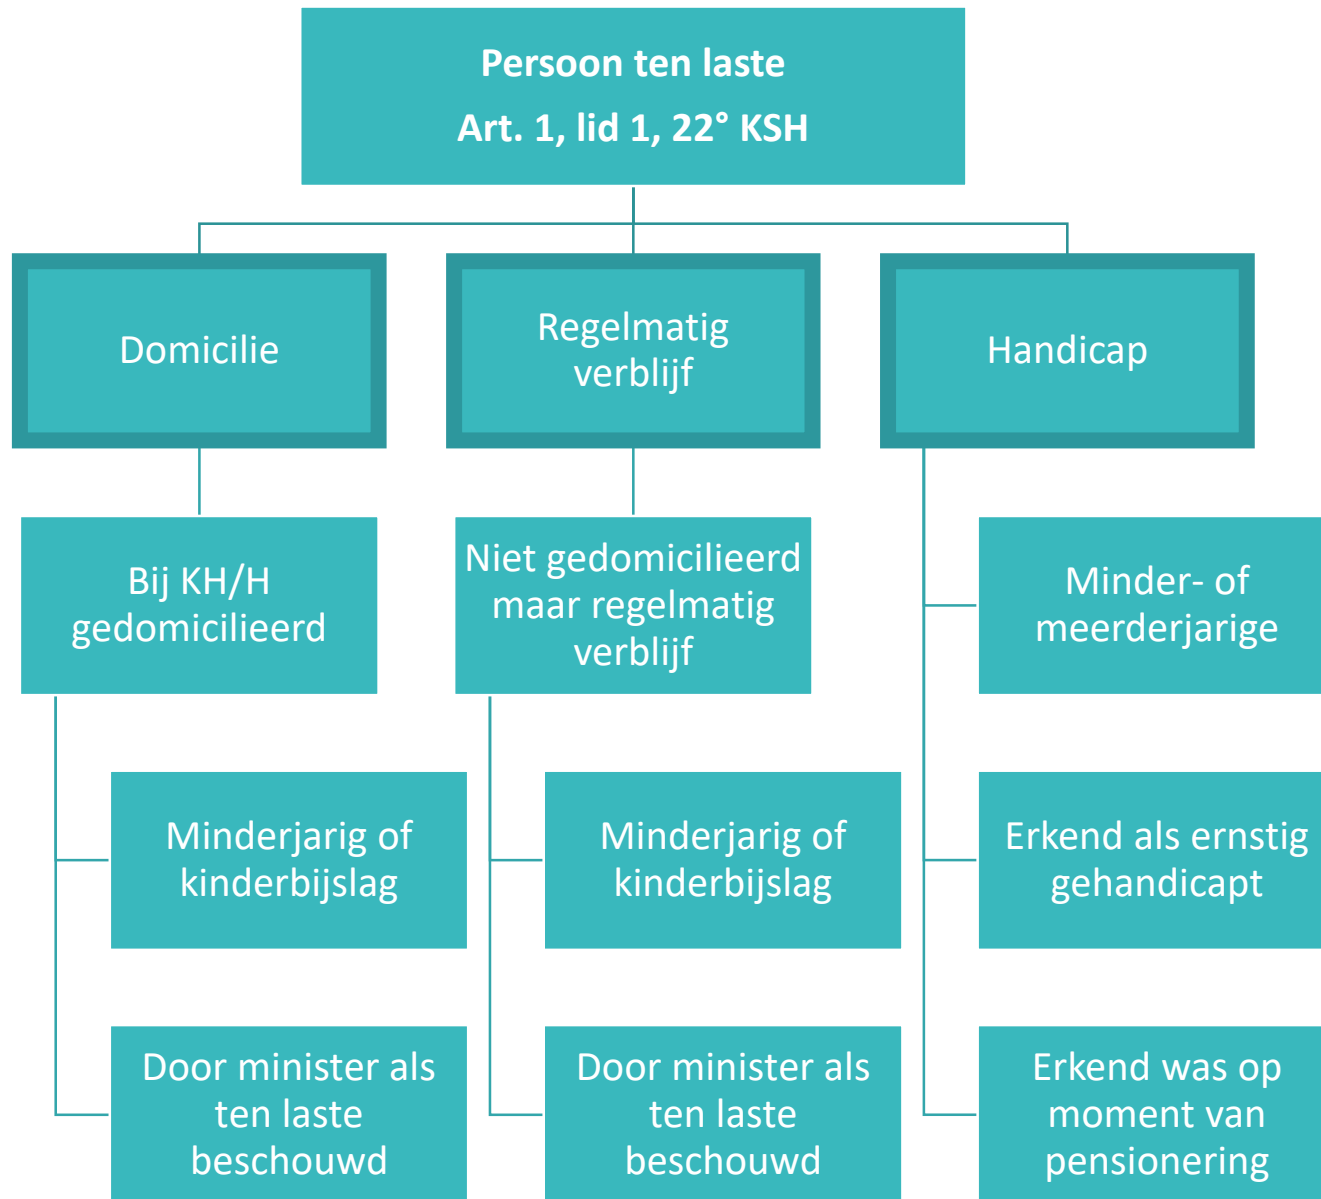 Persoon ten laste
Art. 1, lid 1, 22° KSH
Domicilie
Regelmatig
verblijf
Handicap
Bij KH/H
gedomicilieerd
Niet gedomicilieerd
maar regelmatig
verblijf
Minder- of
meerderjarige
Minderjarig of
kinderbijslag
Minderjarig of
kinderbijslag
Erkend als ernstig
gehandicapt
Door minister als
ten laste
beschouwd
Door minister als
ten laste
beschouwd
Erkend was op
moment van
pensionering